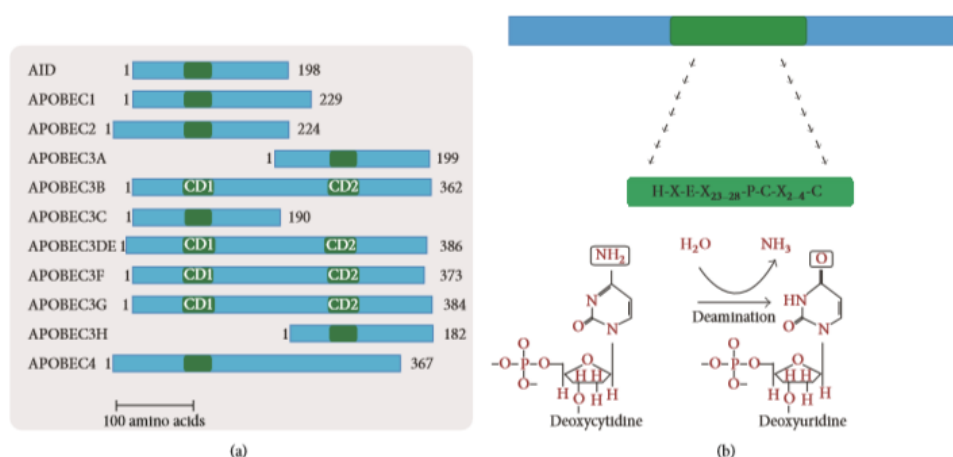 AID 1 198
APOBEC1 1 229
APOBEC2 1 224
APOBEC3A 1 199
APOBEC3B 1 CD1 CD2 362
APOBEC3C 1 190
APOBEC3DE 1 CD1 CD2 386
APOBEC3F 1 CD1 CD2 373
APOBEC3G 1 CD1 CD2 384
APOBEC3H 1 182
APOBEC4 1 367
100 amino acids
(a)
H-X-E-X₂₃₋₂₈-P-C-X₂₋₄-C
NH₂ H₂O NH₃ O
N HN
Deamination
O N O N
O O
—O—P—O— O —O—P—O— O
H H H H
O— H H O— H H
O O
Deoxycytidine Deoxyuridine
(b)